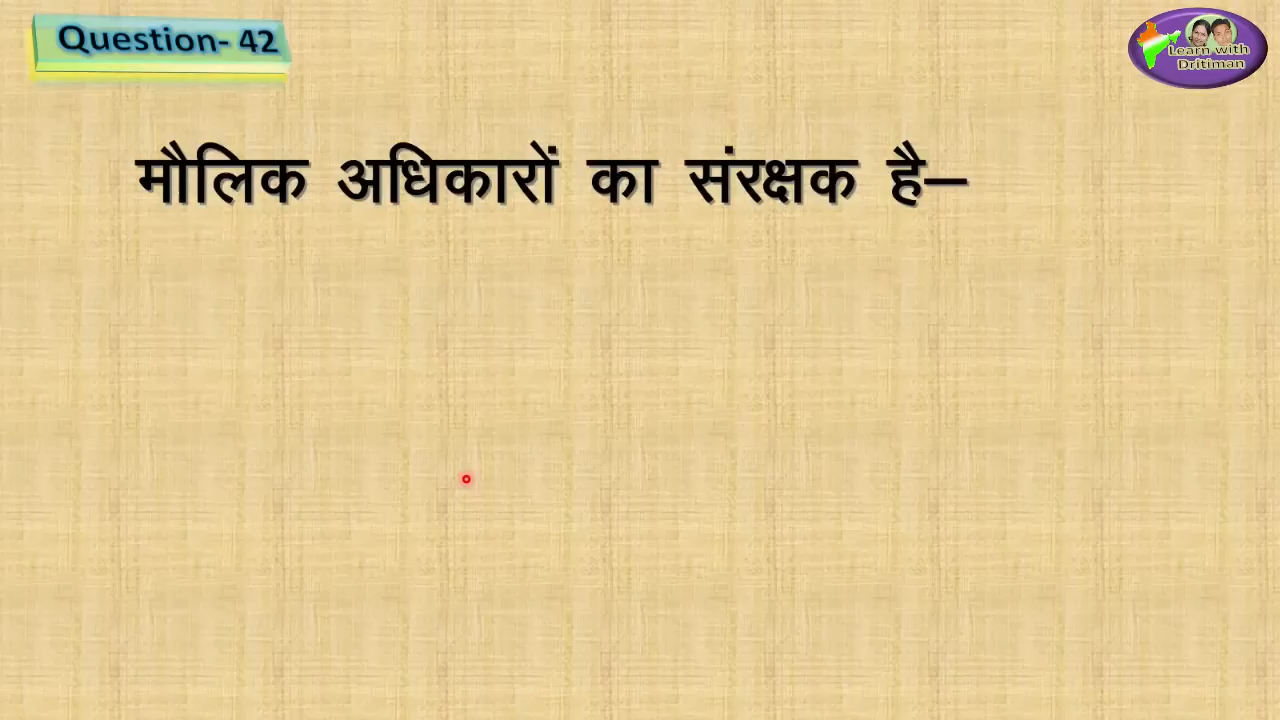 Question- 42
Learn with
Dritiman
मौलिक अधिकारों का संरक्षक है–